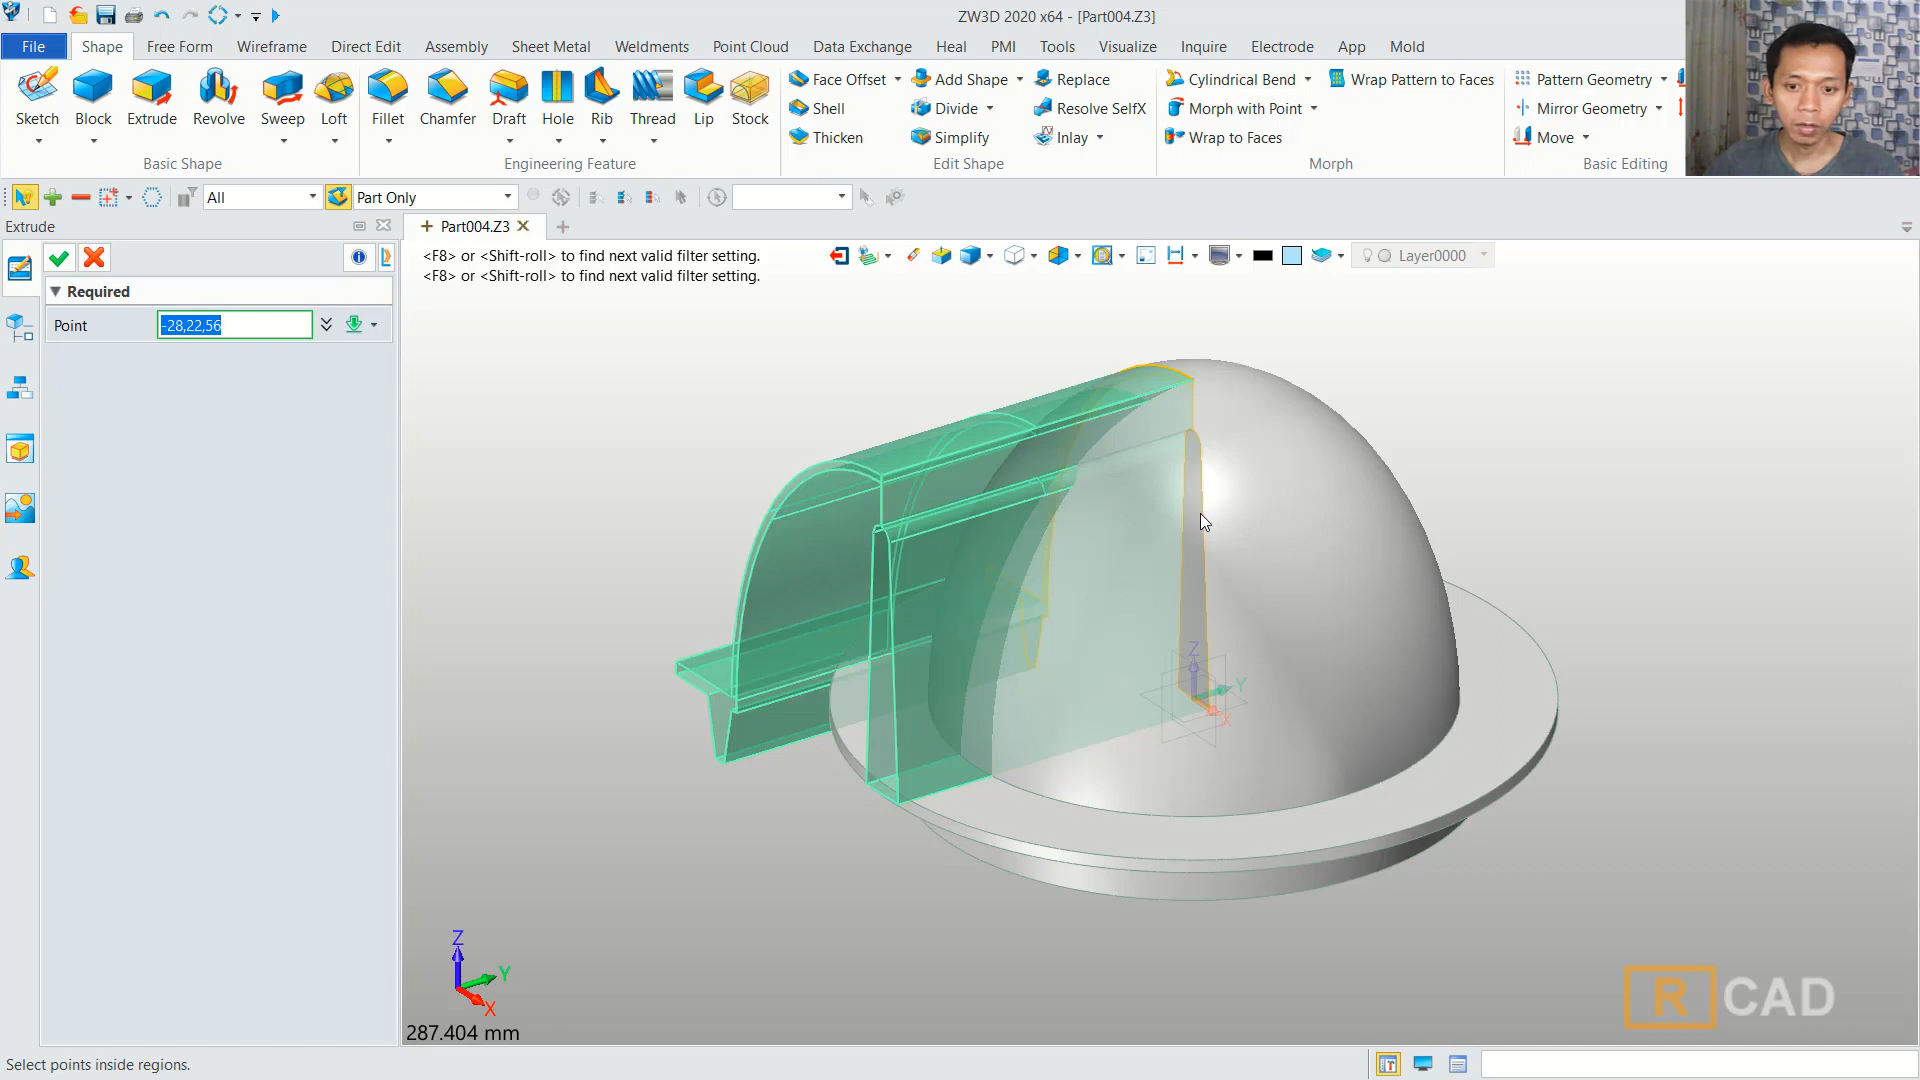 ZW3D 2020 x64 - [Part004.Z3]
File Shape Free Form Wireframe Direct Edit Assembly Sheet Metal Weldments Point Cloud Data Exchange Heal PMI Tools Visualize Inquire Electrode App Mold
Face Offset Add Shape Replace Cylindrical Bend Wrap Pattern to Faces Pattern Geometry
Sketch Block Extrude Revolve Sweep Loft Fillet Chamfer Draft Hole Rib Thread Lip Stock
Shell Divide Resolve SelfX Morph with Point Mirror Geometry
Thicken Simplify Inlay Wrap to Faces Move
Basic Shape Engineering Feature Edit Shape Morph Basic Editing
All Part Only
Extrude Part004.Z3
<F8> or <Shift-roll> to find next valid filter setting.
<F8> or <Shift-roll> to find next valid filter setting.
Layer0000
Required
Point -28,22,56
Z
Y
X
Z
Y
X
287.404 mm
R CAD
Select points inside regions.